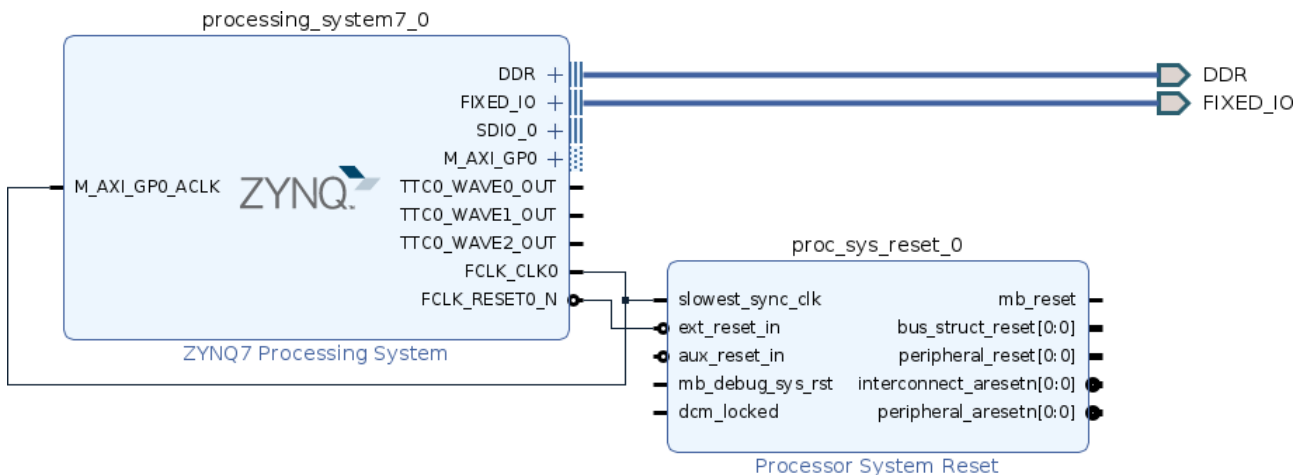 processing_system7_0
DDR
FIXED_IO
SDIO_0
M_AXI_GP0
M_AXI_GP0_ACLK
ZYNQ
TTC0_WAVE0_OUT
TTC0_WAVE1_OUT
TTC0_WAVE2_OUT
FCLK_CLK0
FCLK_RESET0_N
ZYNQ7 Processing System
DDR
FIXED_IO
proc_sys_reset_0
slowest_sync_clk
ext_reset_in
aux_reset_in
mb_debug_sys_rst
dcm_locked
mb_reset
bus_struct_reset[0:0]
peripheral_reset[0:0]
interconnect_aresetn[0:0]
peripheral_aresetn[0:0]
Processor System Reset